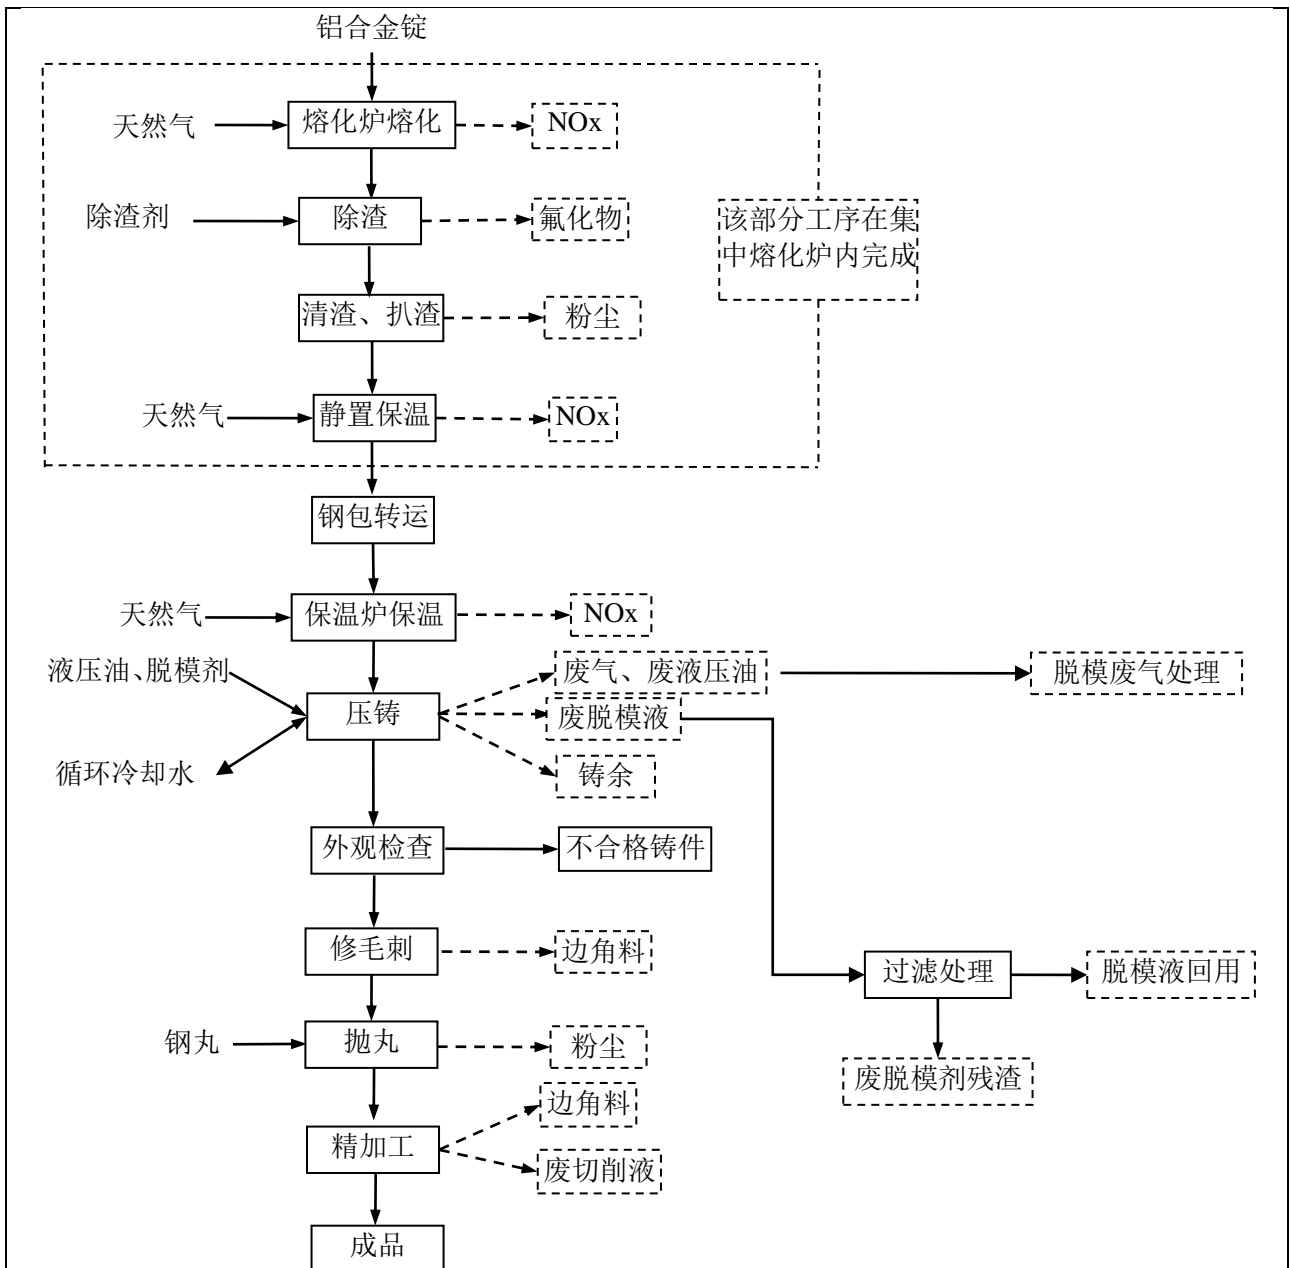 铝合金锭
天然气
熔化炉熔化
NOx
除渣剂
除渣
氟化物
该部分工序在集
中熔化炉内完成
清渣、扒渣
粉尘
天然气
静置保温
NOx
钢包转运
天然气
保温炉保温
NOx
液压油、脱模剂
废气、废液压油
脱模废气处理
压铸
废脱模液
循环冷却水
铸余
外观检查
不合格铸件
修毛刺
边角料
过滤处理
脱模液回用
钢丸
抛丸
粉尘
废脱模剂残渣
边角料
精加工
废切削液
成品